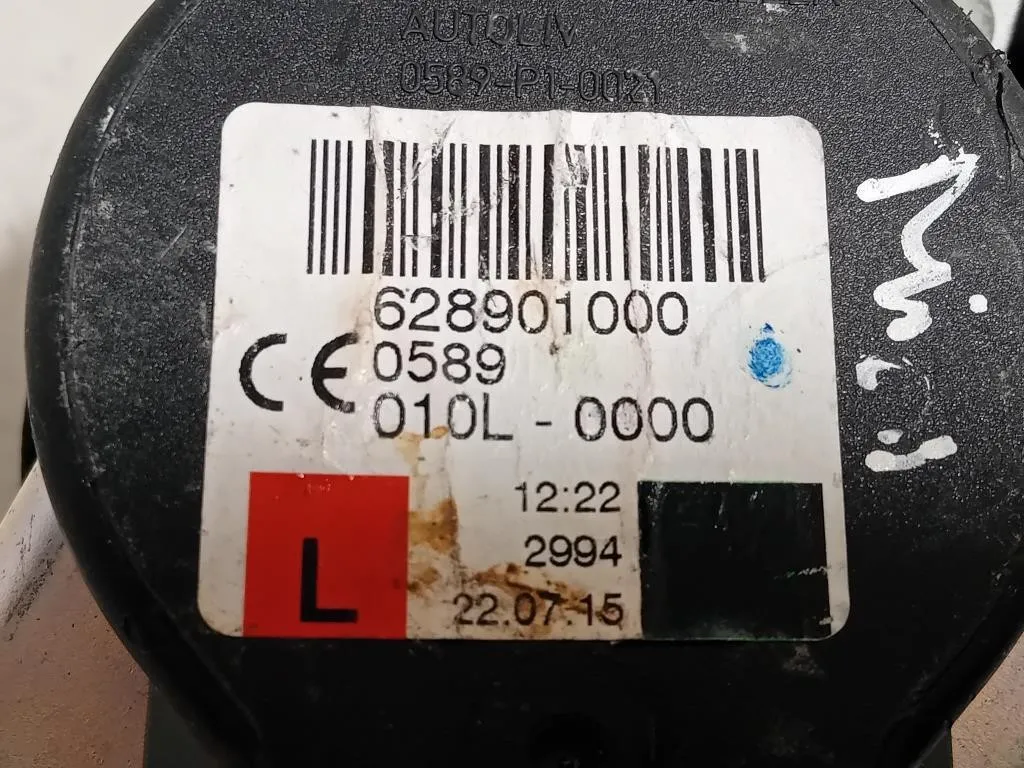 AUTOLIV
0589-P1-0021
628901000
CE 0589
010L - 0000
12:22
L
2994
22.07.15